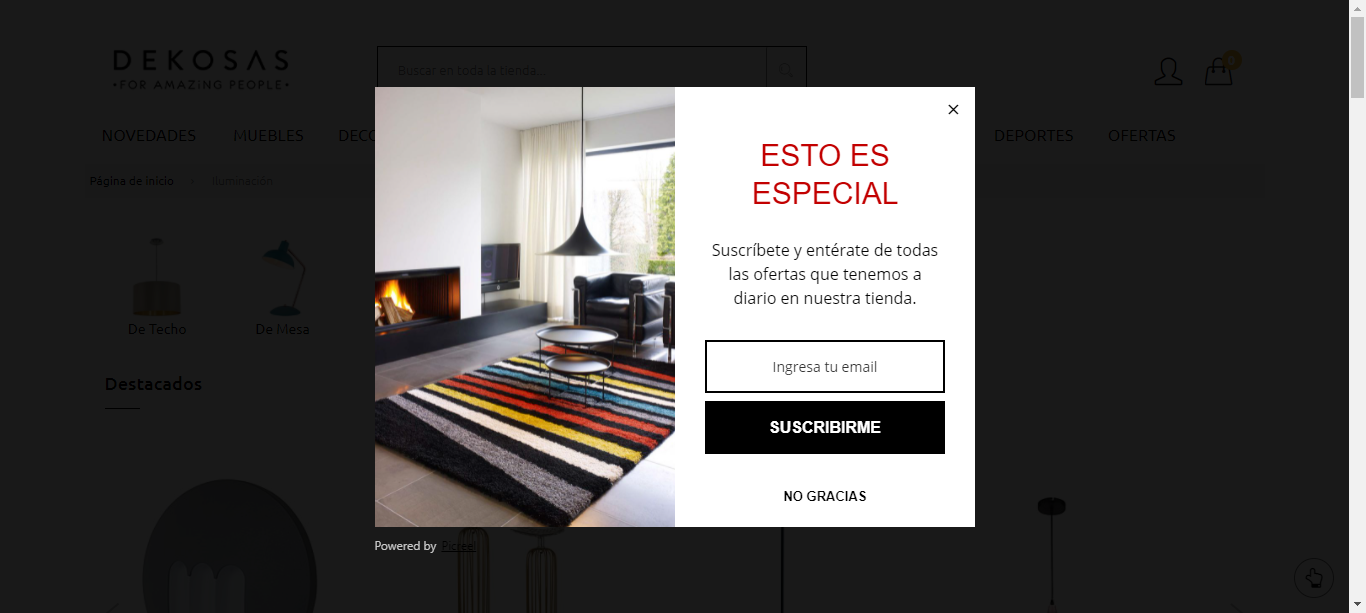 DEKOSAS
•FOR AMAZING PEOPLE•
Buscar en toda la tienda...
0
NOVEDADES MUEBLES DECO DEPORTES OFERTAS
Página de inicio › Iluminación
De Techo De Mesa
Destacados
ESTO ES
ESPECIAL
Suscríbete y entérate de todas
las ofertas que tenemos a
diario en nuestra tienda.
Ingresa tu email
SUSCRIBIRME
NO GRACIAS
Powered by Picreel